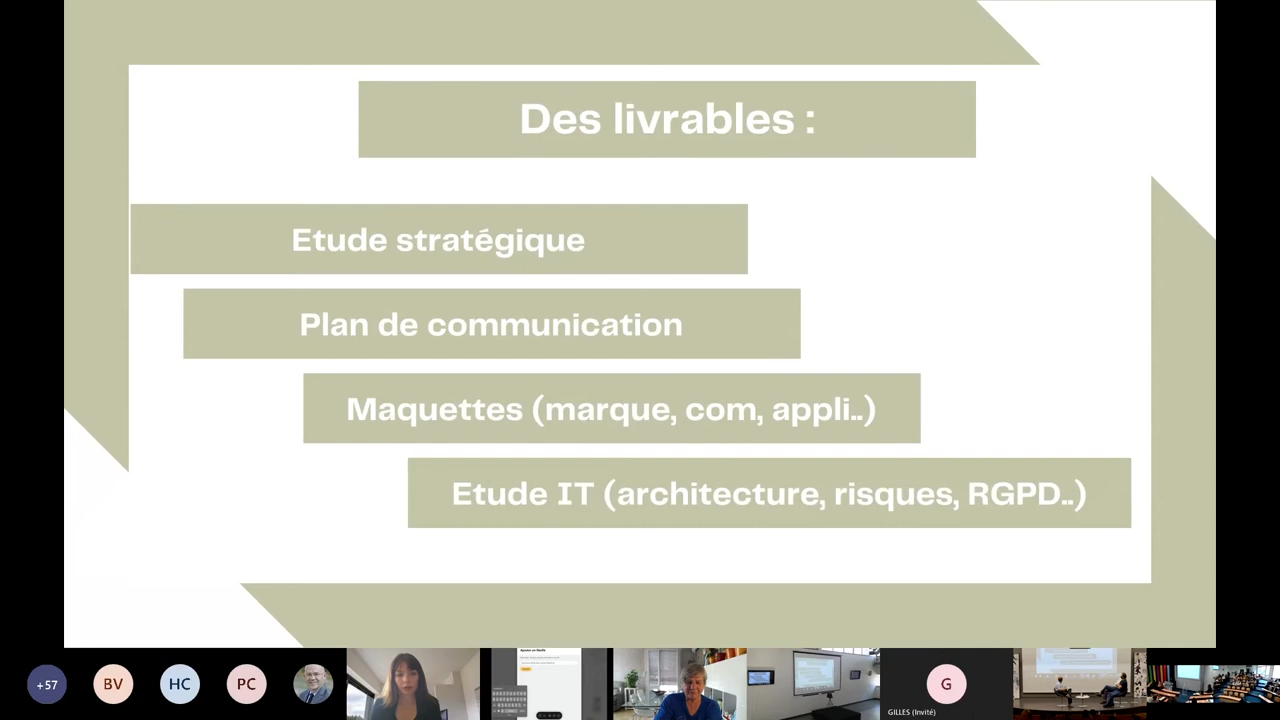 Des livrables :
Etude stratégique
Plan de communication
Maquettes (marque, com, appli..)
Etude IT (architecture, risques, RGPD..)
+57
BV
HC
PC
G
GILLES (Invité)